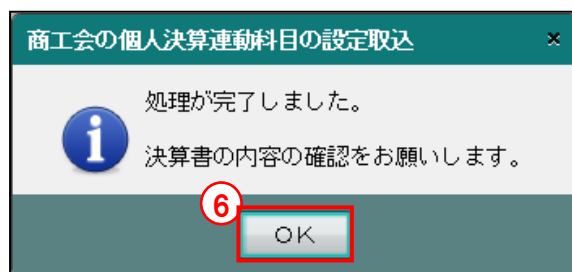 商工会の個人決算連動科目の設定取込 ×
処理が完了しました。
決算書の内容の確認をお願いします。
6
OK